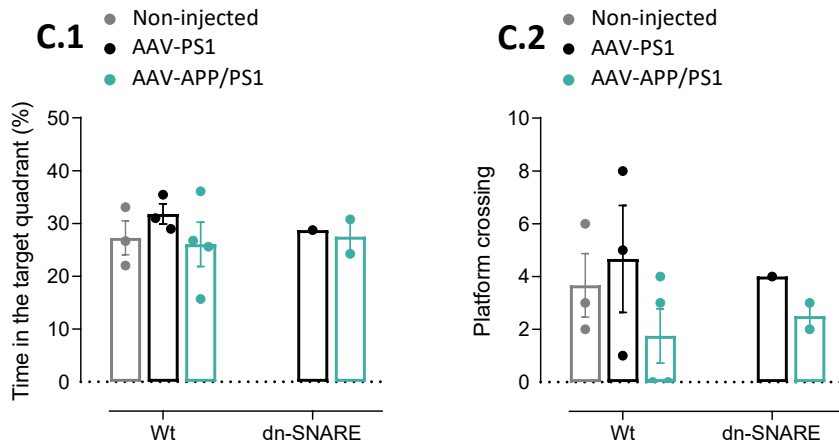 C.1
Non-injected
AAV-PS1
AAV-APP/PS1
Time in the target quadrant (%)
50
40
30
20
10
0
Wt
dn-SNARE
C.2
Non-injected
AAV-PS1
AAV-APP/PS1
Platform crossing
10
8
6
4
2
0
Wt
dn-SNARE